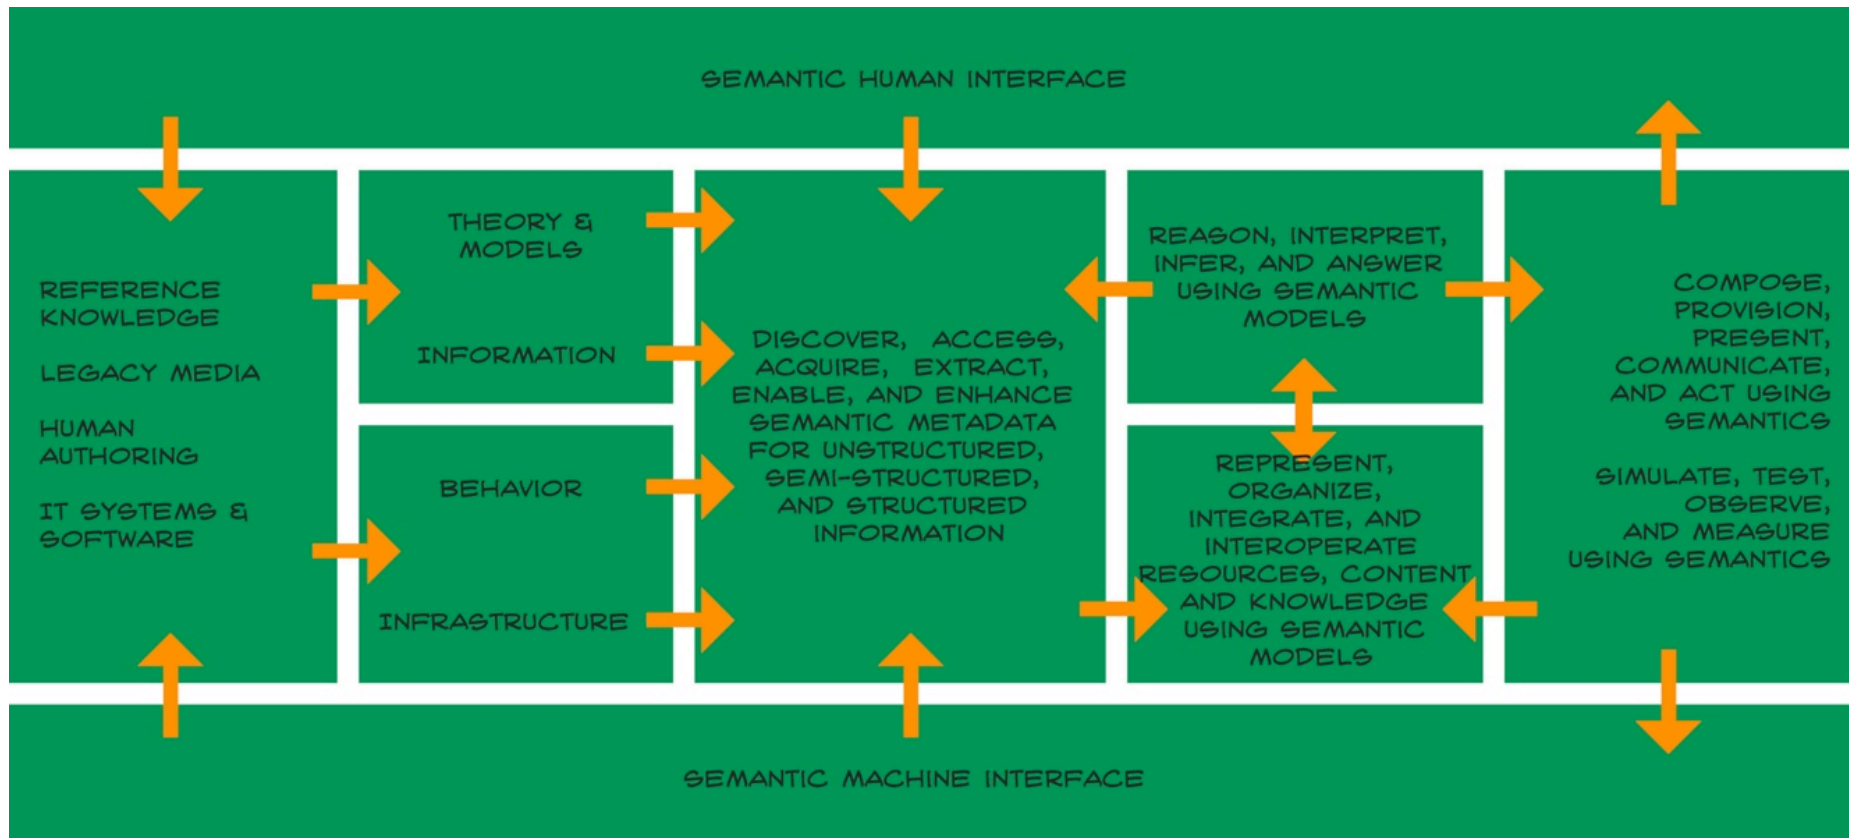 SEMANTIC HUMAN INTERFACE
REFERENCE
KNOWLEDGE
LEGACY MEDIA
HUMAN
AUTHORING
IT SYSTEMS &
SOFTWARE
THEORY &
MODELS
INFORMATION
BEHAVIOR
INFRASTRUCTURE
DISCOVER, ACCESS,
ACQUIRE, EXTRACT,
ENABLE, AND ENHANCE
SEMANTIC METADATA
FOR UNSTRUCTURED,
SEMI-STRUCTURED,
AND STRUCTURED
INFORMATION
REASON, INTERPRET,
INFER, AND ANSWER
USING SEMANTIC
MODELS
REPRESENT,
ORGANIZE,
INTEGRATE, AND
INTEROPERATE
RESOURCES, CONTENT
AND KNOWLEDGE
USING SEMANTIC
MODELS
COMPOSE,
PROVISION,
PRESENT,
COMMUNICATE,
AND ACT USING
SEMANTICS
SIMULATE, TEST,
OBSERVE,
AND MEASURE
USING SEMANTICS
SEMANTIC MACHINE INTERFACE